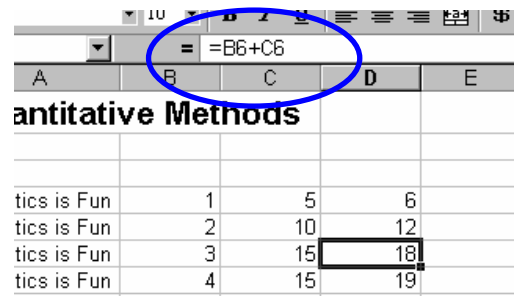 10 B I U $
= =B6+C6
A B C D E
antitative Methods
tics is Fun 1 5 6
tics is Fun 2 10 12
tics is Fun 3 15 18
tics is Fun 4 15 19